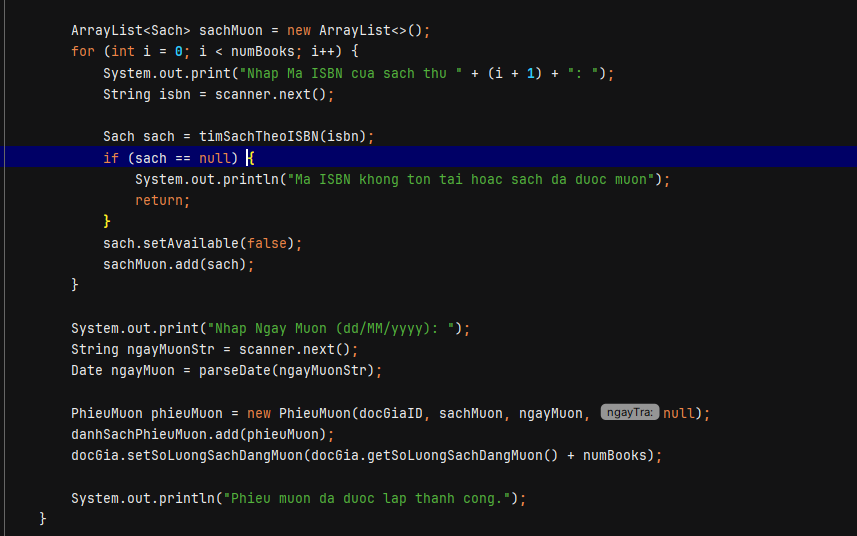 ArrayList<Sach> sachMuon = new ArrayList<>();
for (int i = 0; i < numBooks; i++) {
System.out.print("Nhap Ma ISBN cua sach thu " + (i + 1) + ": ");
String isbn = scanner.next();
Sach sach = timSachTheoISBN(isbn);
if (sach == null) {
System.out.println("Ma ISBN khong ton tai hoac sach da duoc muon");
return;
}
sach.setAvailable(false);
sachMuon.add(sach);
}
System.out.print("Nhap Ngay Muon (dd/MM/yyyy): ");
String ngayMuonStr = scanner.next();
Date ngayMuon = parseDate(ngayMuonStr);
PhieuMuon phieuMuon = new PhieuMuon(docGiaID, sachMuon, ngayMuon, ngayTra: null);
danhSachPhieuMuon.add(phieuMuon);
docGia.setSoLuongSachDangMuon(docGia.getSoLuongSachDangMuon() + numBooks);
System.out.println("Phieu muon da duoc lap thanh cong.");
}